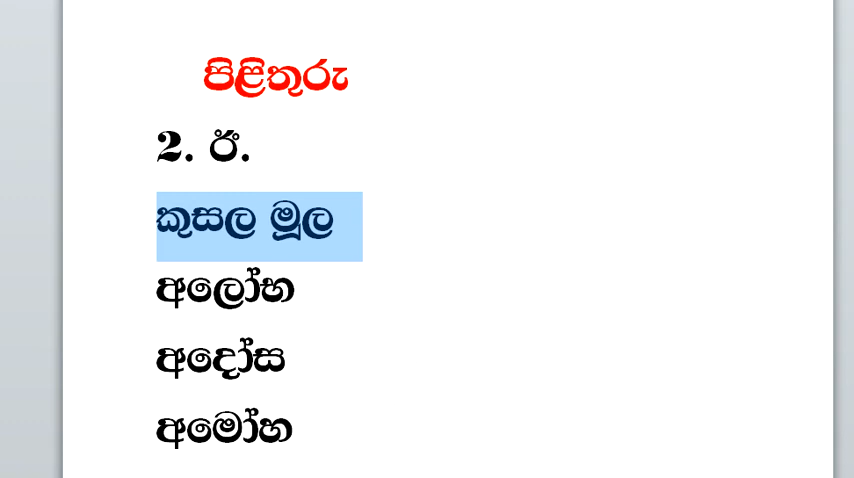 පිළිතුරු
2. ඊ.
කුසල මූල
අලෝභ
අදෝස
අමෝහ